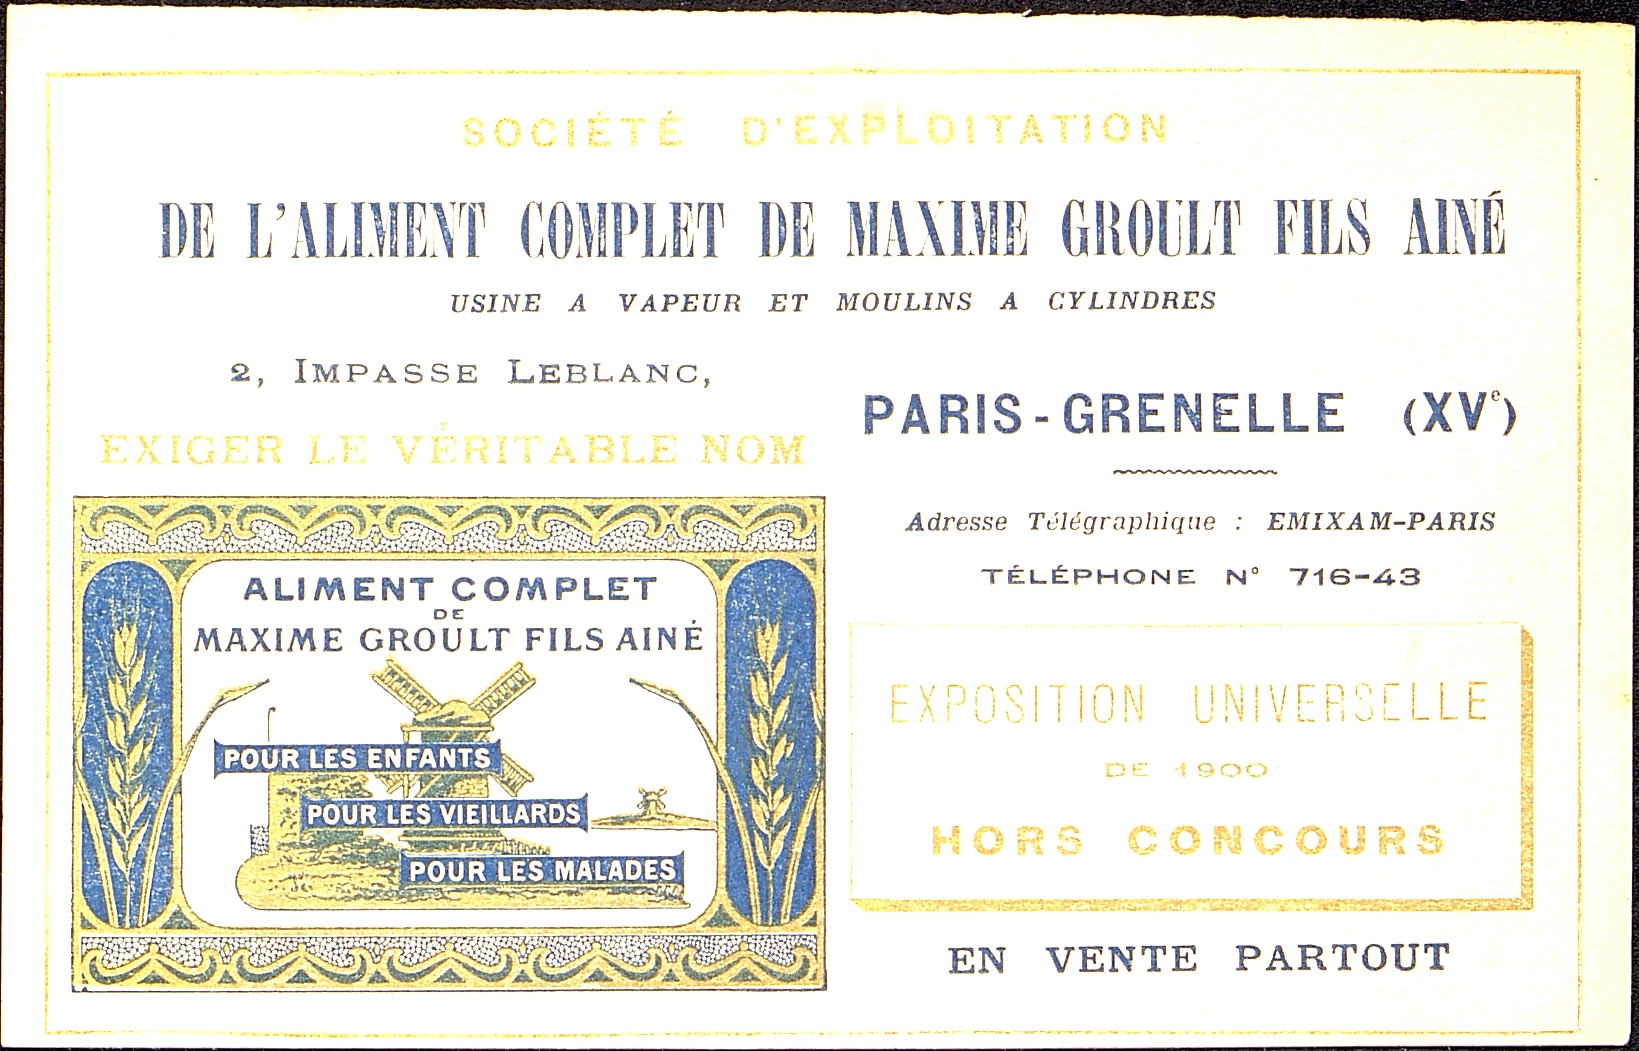 SOCIÉTÉ D'EXPLOITATION
DE L'ALIMENT COMPLET DE MAXIME GROULT FILS AINÉ
USINE A VAPEUR ET MOULINS A CYLINDRES
2, IMPASSE LEBLANC,
PARIS-GRENELLE (XVe)
EXIGER LE VÉRITABLE NOM
ALIMENT COMPLET
DE
MAXIME GROULT FILS AINÉ
POUR LES ENFANTS
POUR LES VIEILLARDS
POUR LES MALADES
Adresse Télégraphique : EMIXAM-PARIS
TÉLÉPHONE N° 716-43
EXPOSITION UNIVERSELLE
DE 1900
HORS CONCOURS
EN VENTE PARTOUT